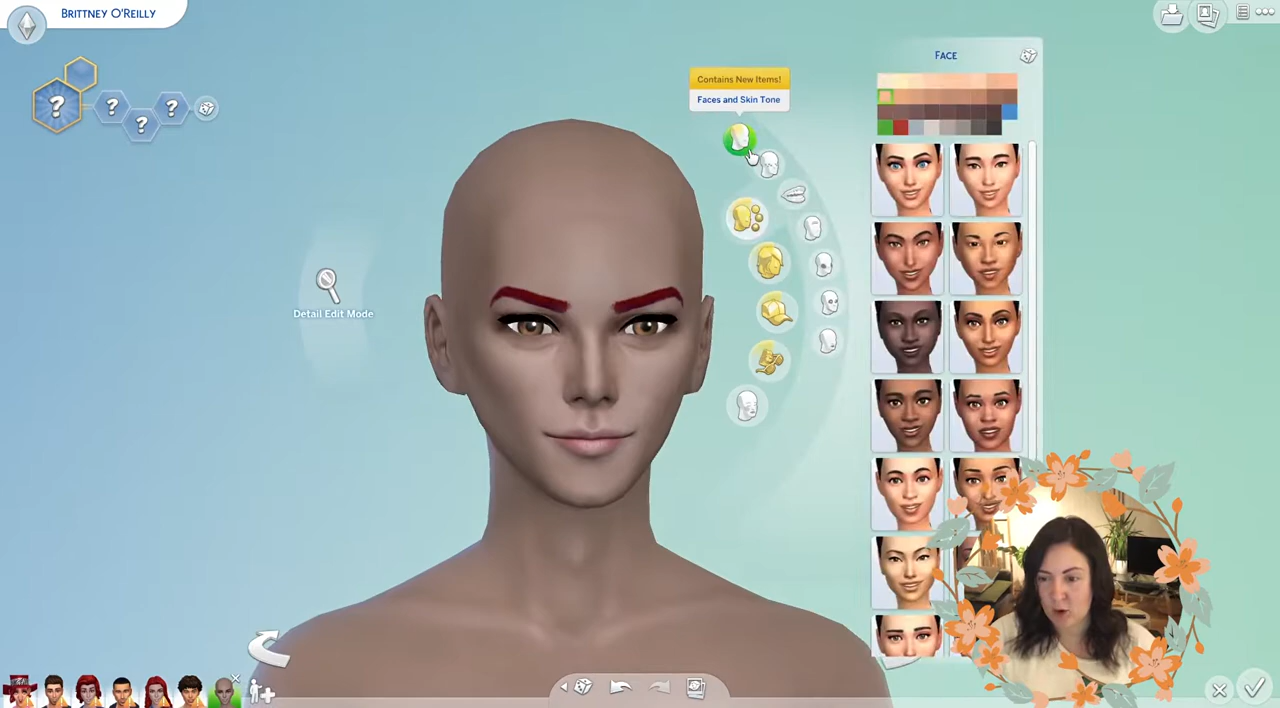 BRITTNEY O'REILLY
Contains New Items!
Faces and Skin Tone
FACE
Detail Edit Mode